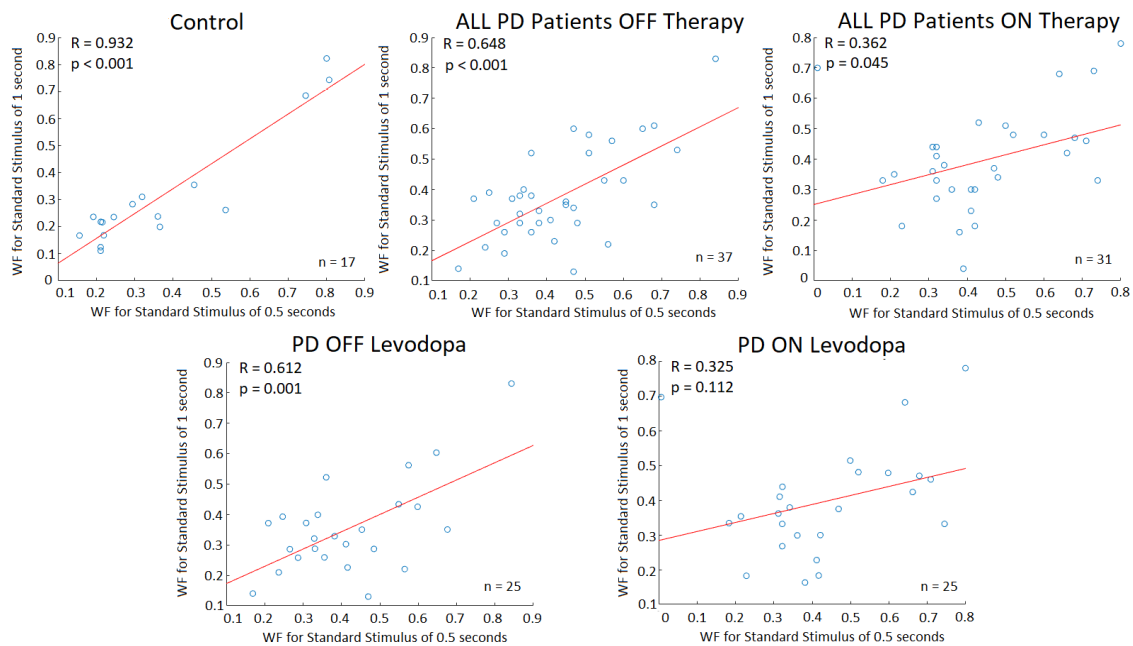 Control
R = 0.932
p < 0.001
WF for Standard Stimulus of 1 second
0.9
0.8
0.7
0.6
0.5
0.4
0.3
0.2
0.1
0
n = 17
0.1 0.2 0.3 0.4 0.5 0.6 0.7 0.8 0.9
WF for Standard Stimulus of 0.5 seconds
ALL PD Patients OFF Therapy
R = 0.648
p < 0.001
WF for Standard Stimulus of 1 second
0.9
0.8
0.7
0.6
0.5
0.4
0.3
0.2
0.1
0
n = 37
0.1 0.2 0.3 0.4 0.5 0.6 0.7 0.8 0.9
WF for Standard Stimulus of 0.5 seconds
ALL PD Patients ON Therapy
R = 0.362
p = 0.045
WF for Standard Stimulus of 1 second
0.8
0.7
0.6
0.5
0.4
0.3
0.2
0.1
0.0
n = 31
0 0.1 0.2 0.3 0.4 0.5 0.6 0.7 0.8
WF for Standard Stimulus of 0.5 seconds
PD OFF Levodopa
R = 0.612
p = 0.001
WF for Standard Stimulus of 1 second
0.9
0.8
0.7
0.6
0.5
0.4
0.3
0.2
0.1
n = 25
0.1 0.2 0.3 0.4 0.5 0.6 0.7 0.8 0.9
WF for Standard Stimulus of 0.5 seconds
PD ON Levodopa
R = 0.325
p = 0.112
WF for Standard Stimulus of 1 second
0.8
0.7
0.6
0.5
0.4
0.3
0.2
0.1
n = 25
0 0.1 0.2 0.3 0.4 0.5 0.6 0.7 0.8
WF for Standard Stimulus of 0.5 seconds